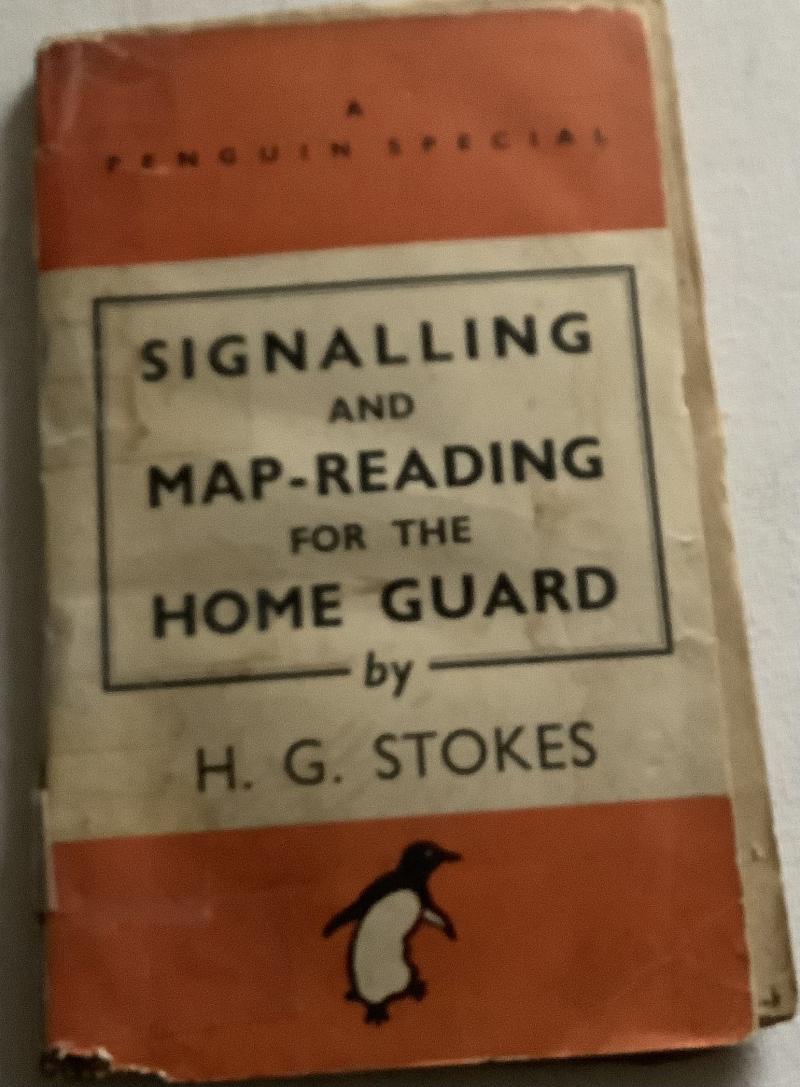 A
PENGUIN SPECIAL
SIGNALLING
AND
MAP-READING
FOR THE
HOME GUARD
by
H. G. STOKES